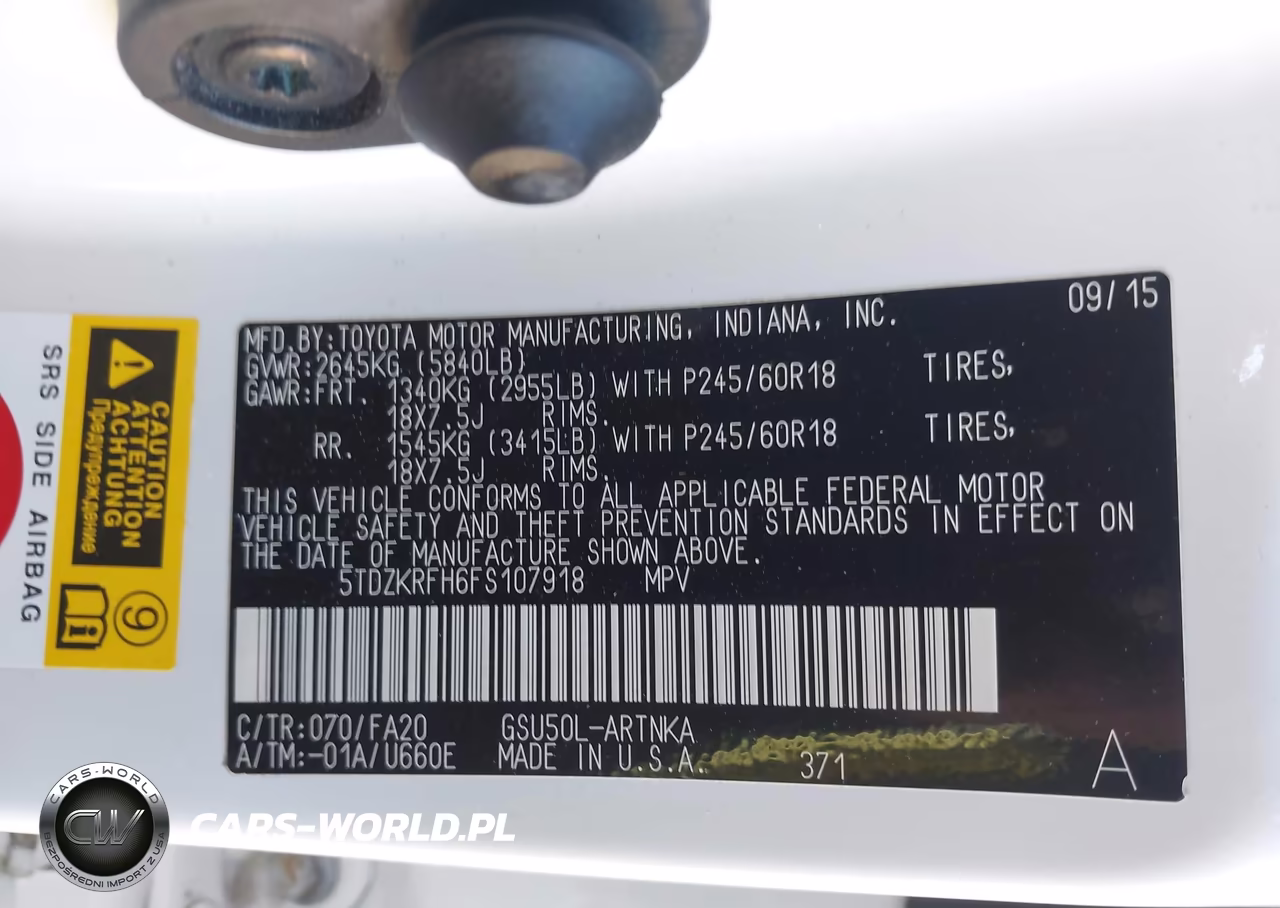 09/15
MFD.BY:TOYOTA MOTOR MANUFACTURING, INDIANA, INC.
GVWR:2645KG (5840LB)
GAWR:FRT. 1340KG (2955LB) WITH P245/60R18 TIRES,
18X7.5J RIMS.
RR. 1545KG (3415LB) WITH P245/60R18 TIRES,
18X7.5J RIMS.
THIS VEHICLE CONFORMS TO ALL APPLICABLE FEDERAL MOTOR
VEHICLE SAFETY AND THEFT PREVENTION STANDARDS IN EFFECT ON
THE DATE OF MANUFACTURE SHOWN ABOVE.
5TDZKRFH6FS107918 MPV
C/TR:070/FA20 GSU50L-ARTNKA
A/TM:-01A/U660E MADE IN U.S.A. 371 A
CAUTION
ATTENTION
ACHTUNG
Предупреждение
9
SRS SIDE AIRBAG
CARS-WORLD
CW
BEZPOŚREDNI IMPORT Z USA
CARS-WORLD.PL